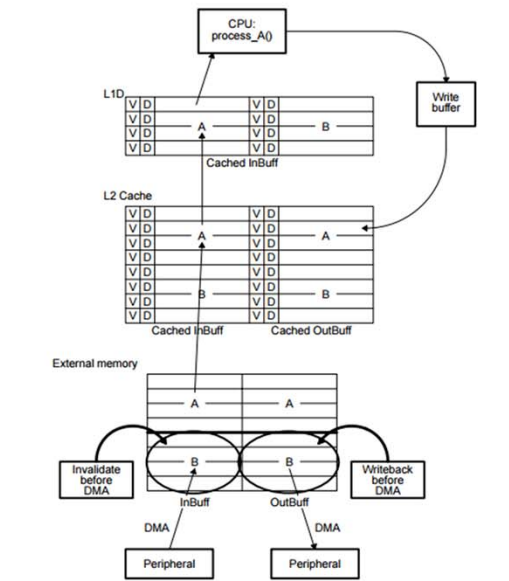 CPU:
process_A()
Write
buffer
L1D
V D V D
V D A V D B
V D V D
V D V D
Cached InBuff
L2 Cache
V D V D
V D A V D A
V D V D
V D V D
V D V D
V D B V D B
V D V D
V D V D
Cached InBuff Cached OutBuff
External memory
A A
Invalidate
before
DMA
B B
Writeback
before
DMA
InBuff OutBuff
DMA DMA
Peripheral Peripheral